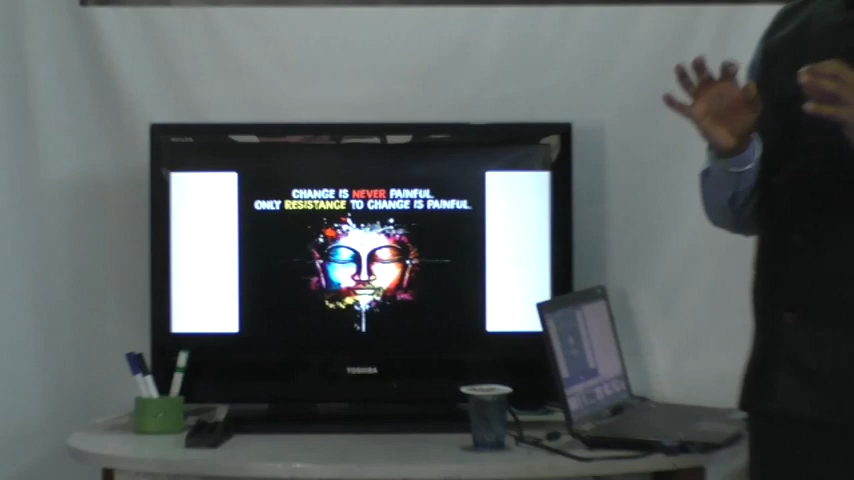 CHANGE IS NEVER PAINFUL.
ONLY RESISTANCE TO CHANGE IS PAINFUL.
TOSHIBA